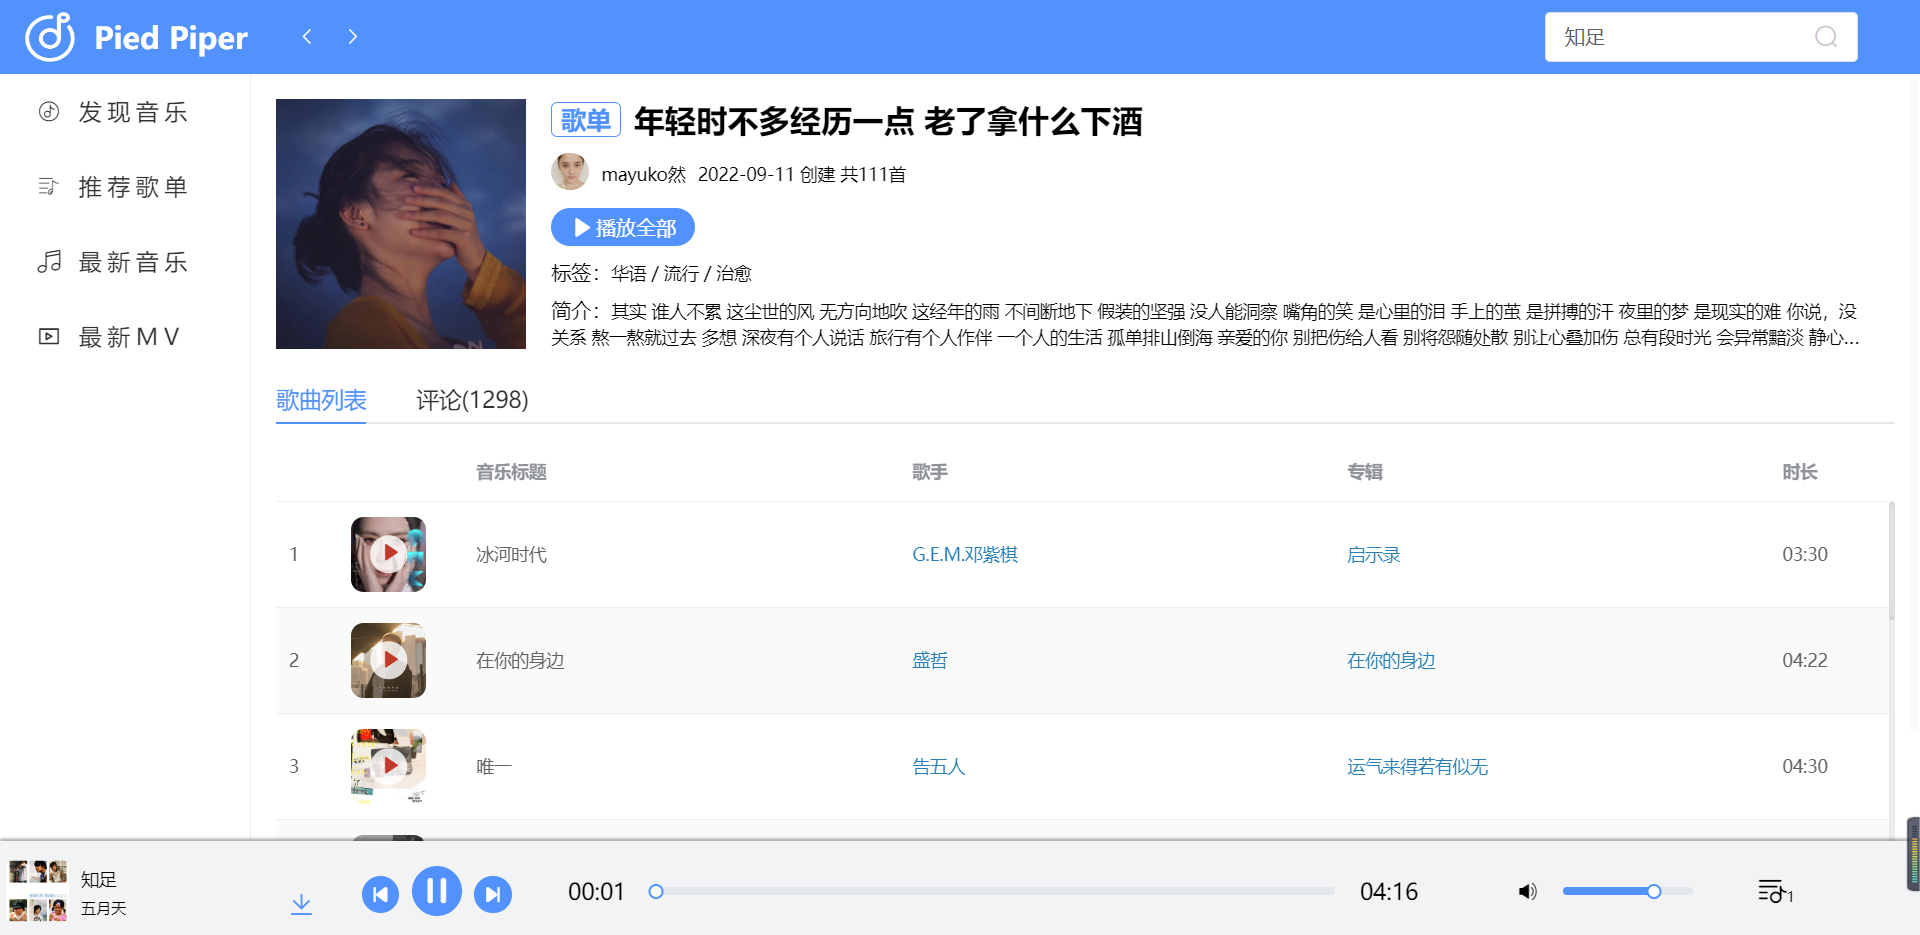 Pied Piper
知足
发现音乐
推荐歌单
最新音乐
最新MV
歌单 年轻时不多经历一点 老了拿什么下酒
mayuko然 2022-09-11 创建 共111首
播放全部
标签：华语 / 流行 / 治愈
简介：其实 谁人不累 这尘世的风 无方向地吹 这经年的雨 不间断地下 假装的坚强 没人能洞察 嘴角的笑 是心里的泪 手上的茧 是拼搏的汗 夜里的梦 是现实的难 你说，没
关系 熬一熬就过去 多想 深夜有个人说话 旅行有个人作伴 一个人的生活 孤单排山倒海 亲爱的你 别把伤给人看 别将怨随处散 别让心叠加伤 总有段时光 会异常黯淡 静心...
歌曲列表 评论(1298)
音乐标题 歌手 专辑 时长
1 冰河时代 G.E.M.邓紫棋 启示录 03:30
2 在你的身边 盛哲 在你的身边 04:22
3 唯一 告五人 运气来得若有似无 04:30
知足
五月天
00:01 04:16 1